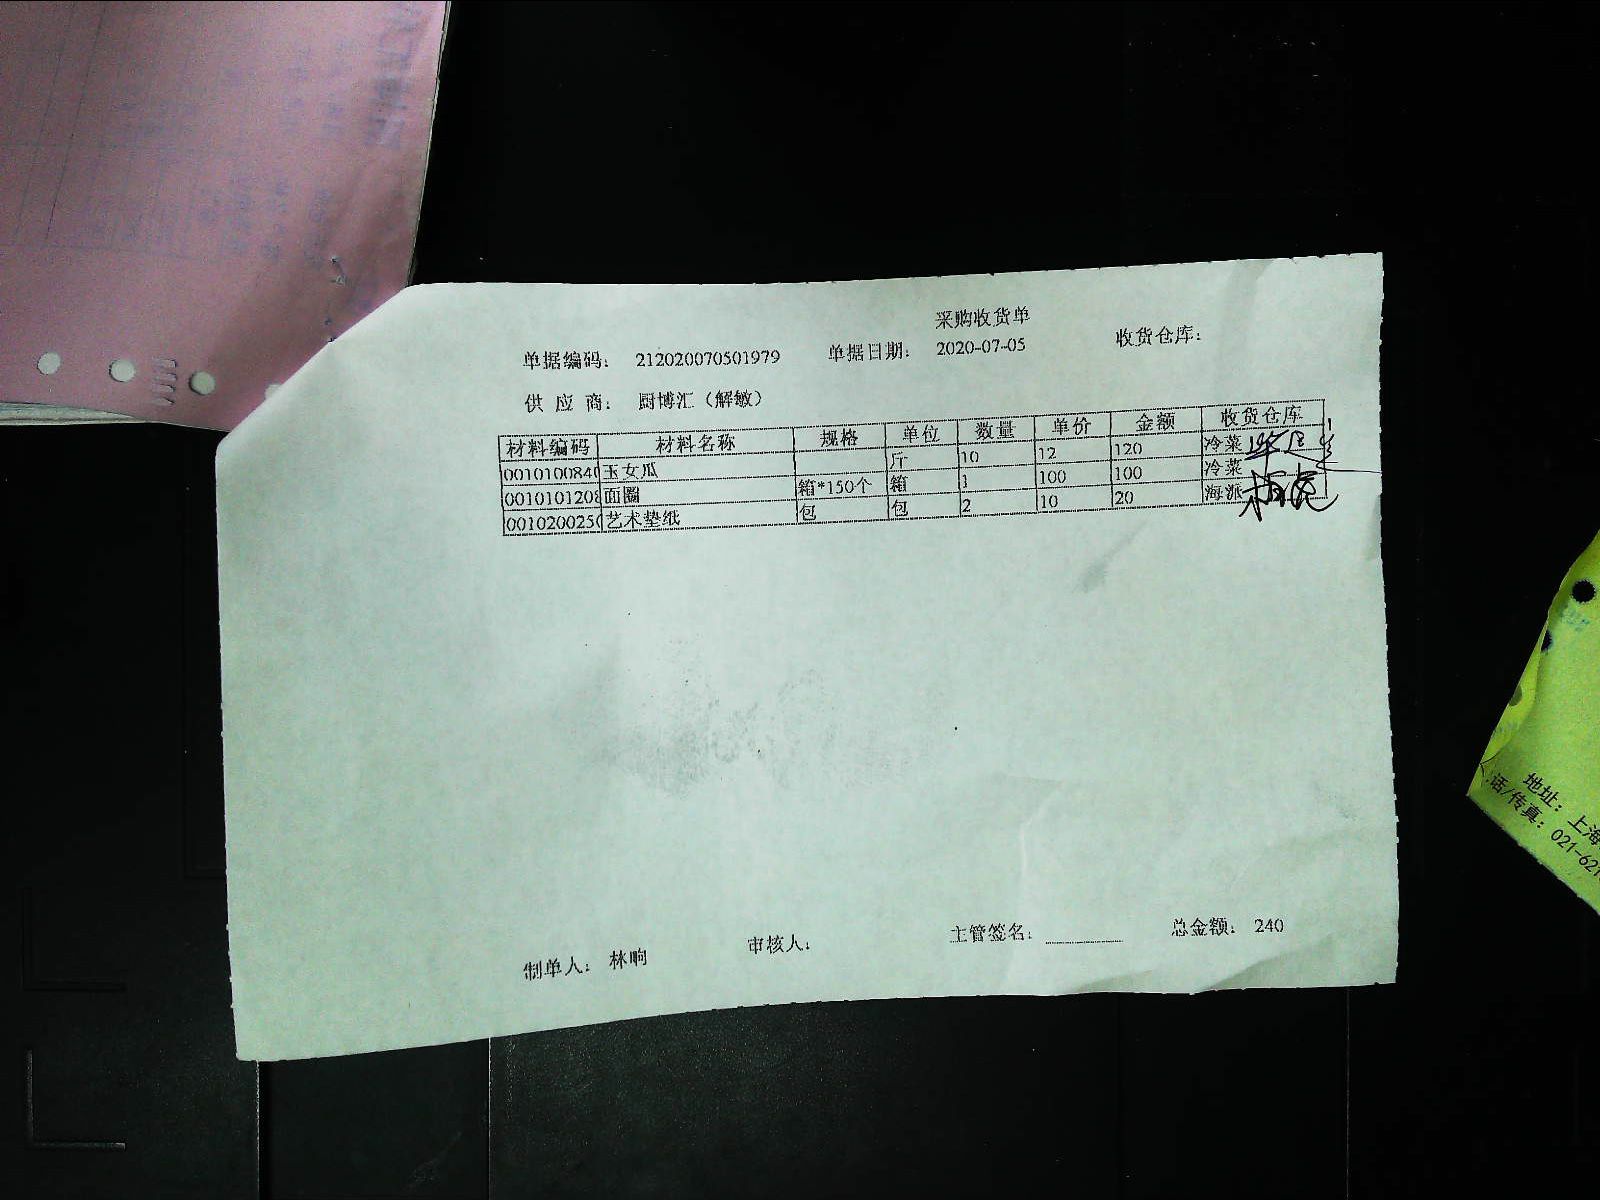 采购收货单
单据编码： 212020070501979 单据日期： 2020-07-05 收货仓库：
供 应 商： 厨博汇（解敏）
材料编码 材料名称 规格 单位 数量 单价 金额 收货仓库
0010100840 玉女瓜 斤 10 12 120 冷菜
0010101208 面圈 箱*150个 箱 1 100 100 冷菜
0010200250 艺术垫纸 包 包 2 10 20 海派
制单人： 林晌 审核人： 主管签名： 总金额： 240
地址：上海
话/传真：021-621